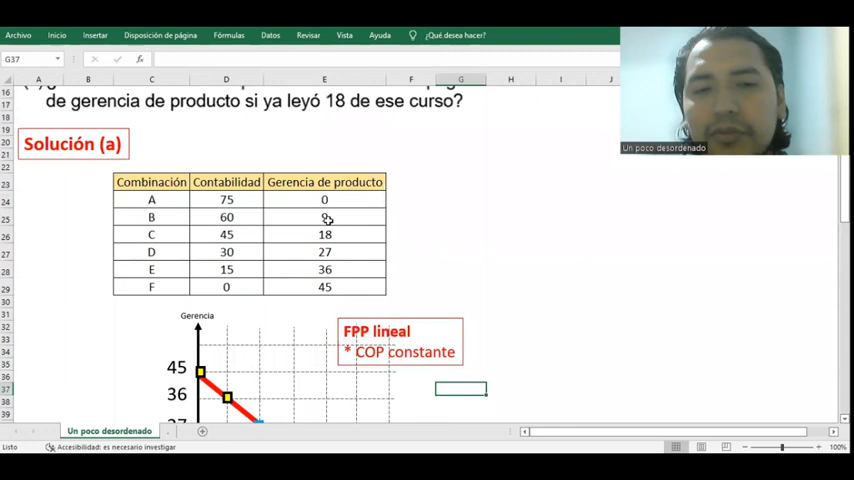 Archivo Inicio Insertar Disposición de página Fórmulas Datos Revisar Vista Ayuda ¿Qué desea hacer?
G37 fx
A B C D E F G H I J
16
17 de gerencia de producto si ya leyó 18 de ese curso?
18
19
20 Solución (a)
21
22
23 Combinación Contabilidad Gerencia de producto
24 A 75 0
25 B 60 9
26 C 45 18
27 D 30 27
28 E 15 36
29 F 0 45
30
31 Gerencia
32 FPP lineal
33
34 * COP constante
35
36 45
37
38 36
39
Un poco desordenado
Un poco desordenado
Listo Accesibilidad: es necesario investigar 100%